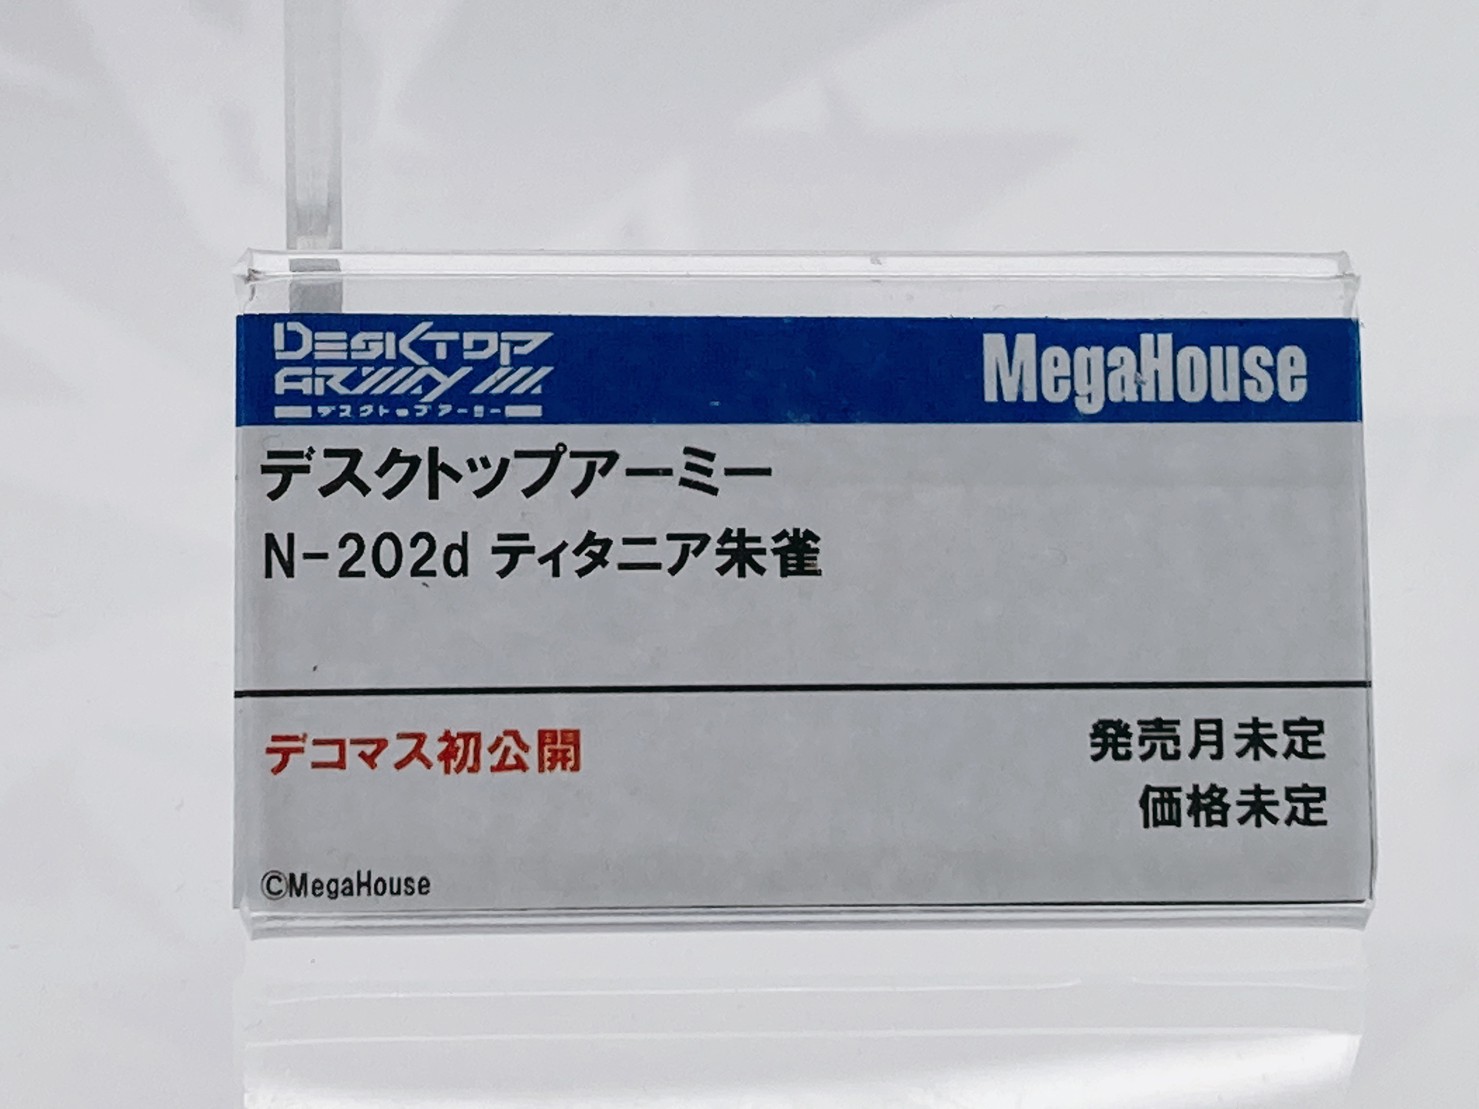 DESKTOP
ARMY
デスクトップアーミー
MegaHouse
デスクトップアーミー
N-202d ティタニア朱雀
デコマス初公開
発売月未定
価格未定
©MegaHouse